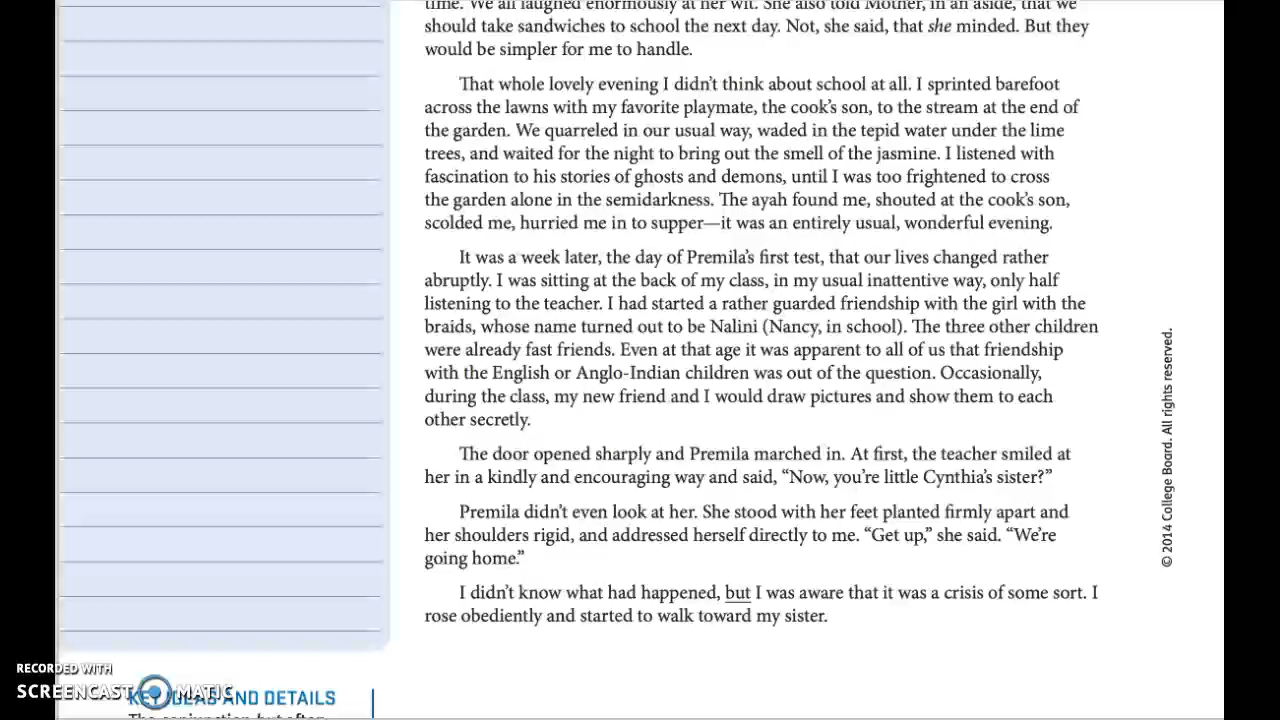 time. We all laughed enormously at her wit. She also told Mother, in an aside, that we
should take sandwiches to school the next day. Not, she said, that she minded. But they
would be simpler for me to handle.
That whole lovely evening I didn't think about school at all. I sprinted barefoot
across the lawns with my favorite playmate, the cook's son, to the stream at the end of
the garden. We quarreled in our usual way, waded in the tepid water under the lime
trees, and waited for the night to bring out the smell of the jasmine. I listened with
fascination to his stories of ghosts and demons, until I was too frightened to cross
the garden alone in the semidarkness. The ayah found me, shouted at the cook's son,
scolded me, hurried me in to supper—it was an entirely usual, wonderful evening.
It was a week later, the day of Premila's first test, that our lives changed rather
abruptly. I was sitting at the back of my class, in my usual inattentive way, only half
listening to the teacher. I had started a rather guarded friendship with the girl with the
braids, whose name turned out to be Nalini (Nancy, in school). The three other children
were already fast friends. Even at that age it was apparent to all of us that friendship
with the English or Anglo-Indian children was out of the question. Occasionally,
during the class, my new friend and I would draw pictures and show them to each
other secretly.
The door opened sharply and Premila marched in. At first, the teacher smiled at
her in a kindly and encouraging way and said, “Now, you're little Cynthia's sister?”
Premila didn't even look at her. She stood with her feet planted firmly apart and
her shoulders rigid, and addressed herself directly to me. “Get up,” she said. “We're
going home.”
I didn't know what had happened, but I was aware that it was a crisis of some sort. I
rose obediently and started to walk toward my sister.
© 2014 College Board. All rights reserved.
RECORDED WITH
SCREENCAST MATIC
KEY IDEAS AND DETAILS
The conjunction but often